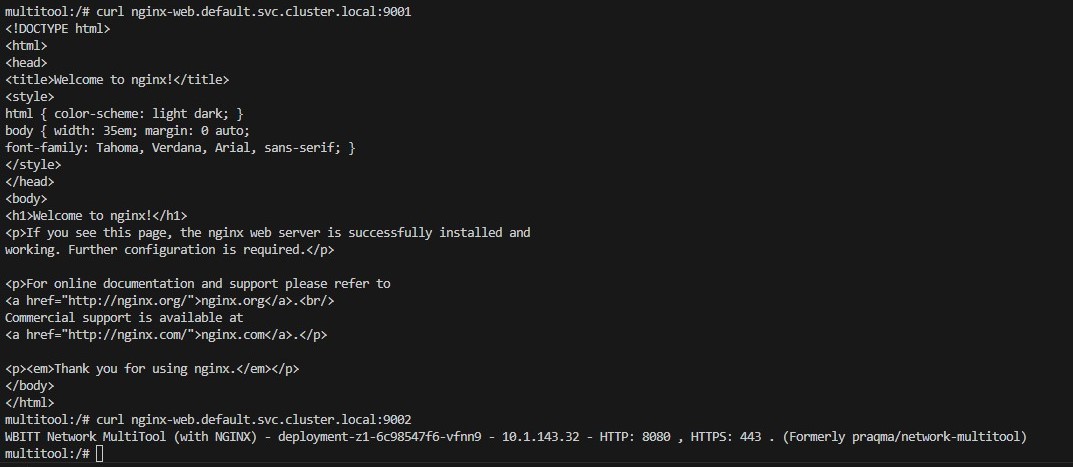 multitool:/# curl nginx-web.default.svc.cluster.local:9001
<!DOCTYPE html>
<html>
<head>
<title>Welcome to nginx!</title>
<style>
html { color-scheme: light dark; }
body { width: 35em; margin: 0 auto;
font-family: Tahoma, Verdana, Arial, sans-serif; }
</style>
</head>
<body>
<h1>Welcome to nginx!</h1>
<p>If you see this page, the nginx web server is successfully installed and
working. Further configuration is required.</p>

<p>For online documentation and support please refer to
<a href="http://nginx.org/">nginx.org</a>.<br/>
Commercial support is available at
<a href="http://nginx.com/">nginx.com</a>.</p>

<p><em>Thank you for using nginx.</em></p>
</body>
</html>
multitool:/# curl nginx-web.default.svc.cluster.local:9002
WBITT Network MultiTool (with NGINX) - deployment-z1-6c98547f6-vfnn9 - 10.1.143.32 - HTTP: 8080 , HTTPS: 443 . (Formerly praqma/network-multitool)
multitool:/#